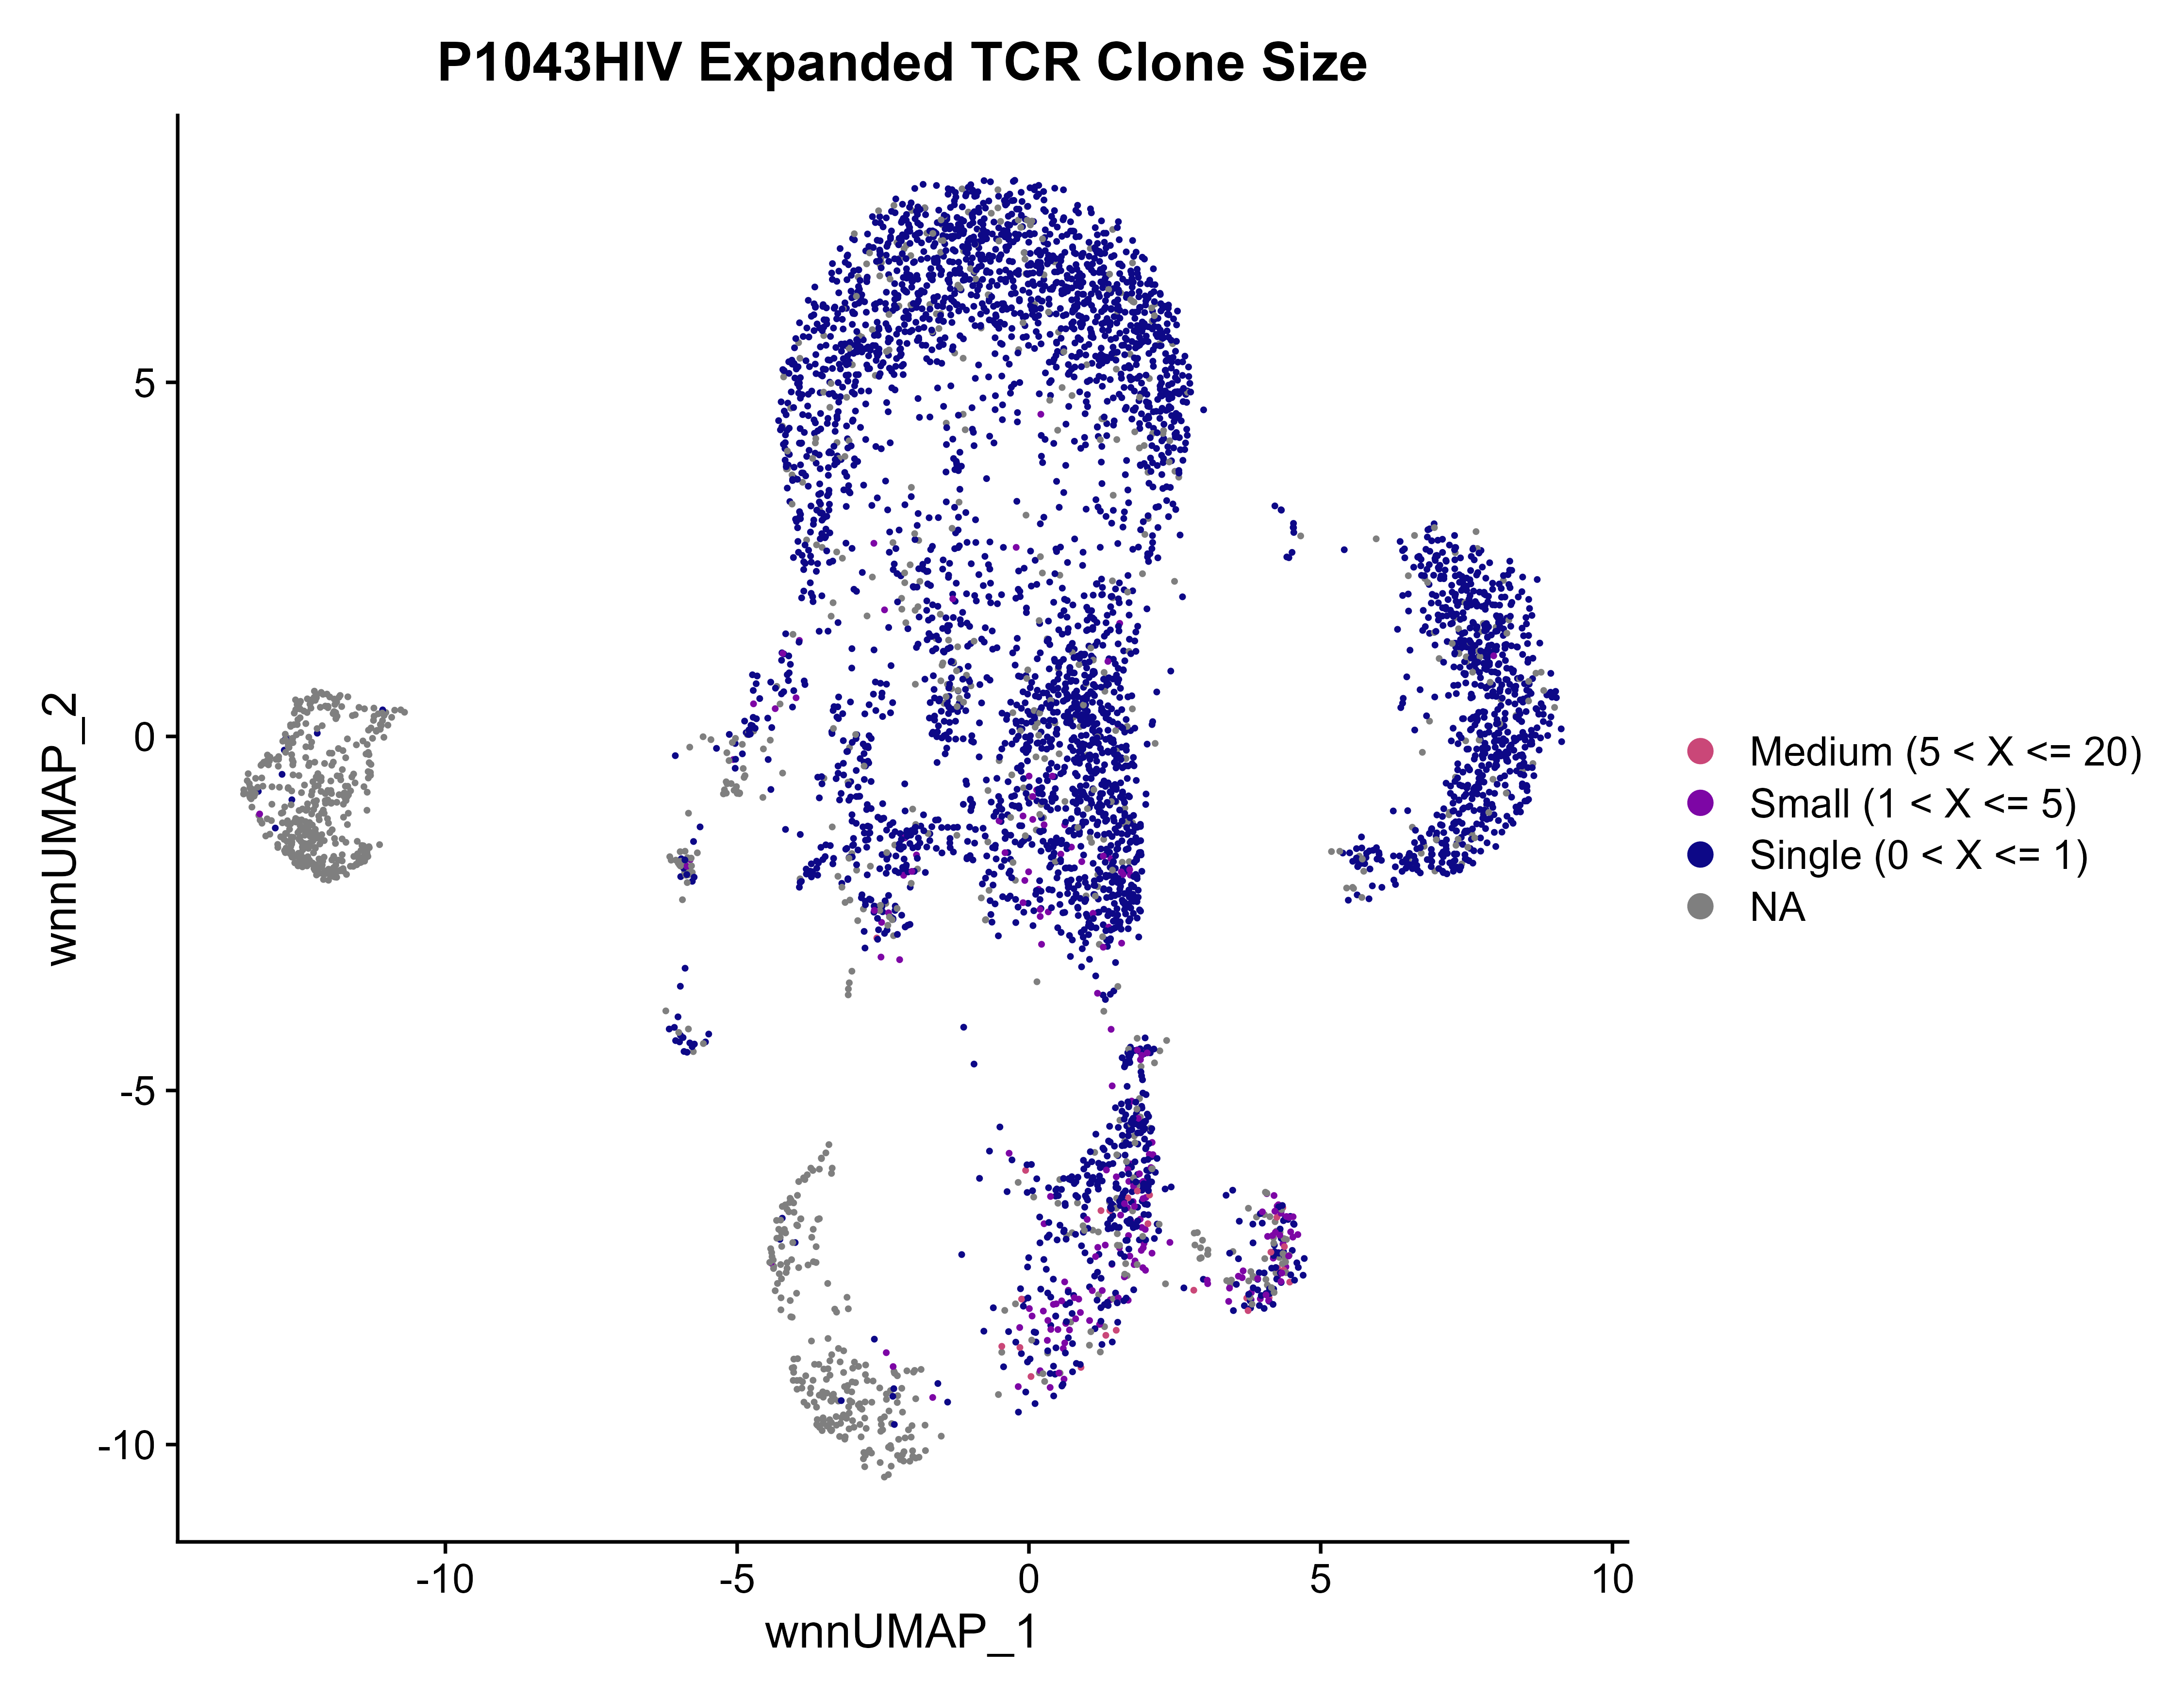 P1043HIV Expanded TCR Clone Size
wnnUMAP_2
5
0
-5
-10
-10
-5
0
5
10
wnnUMAP_1
Medium (5 < X <= 20)
Small (1 < X <= 5)
Single (0 < X <= 1)
NA